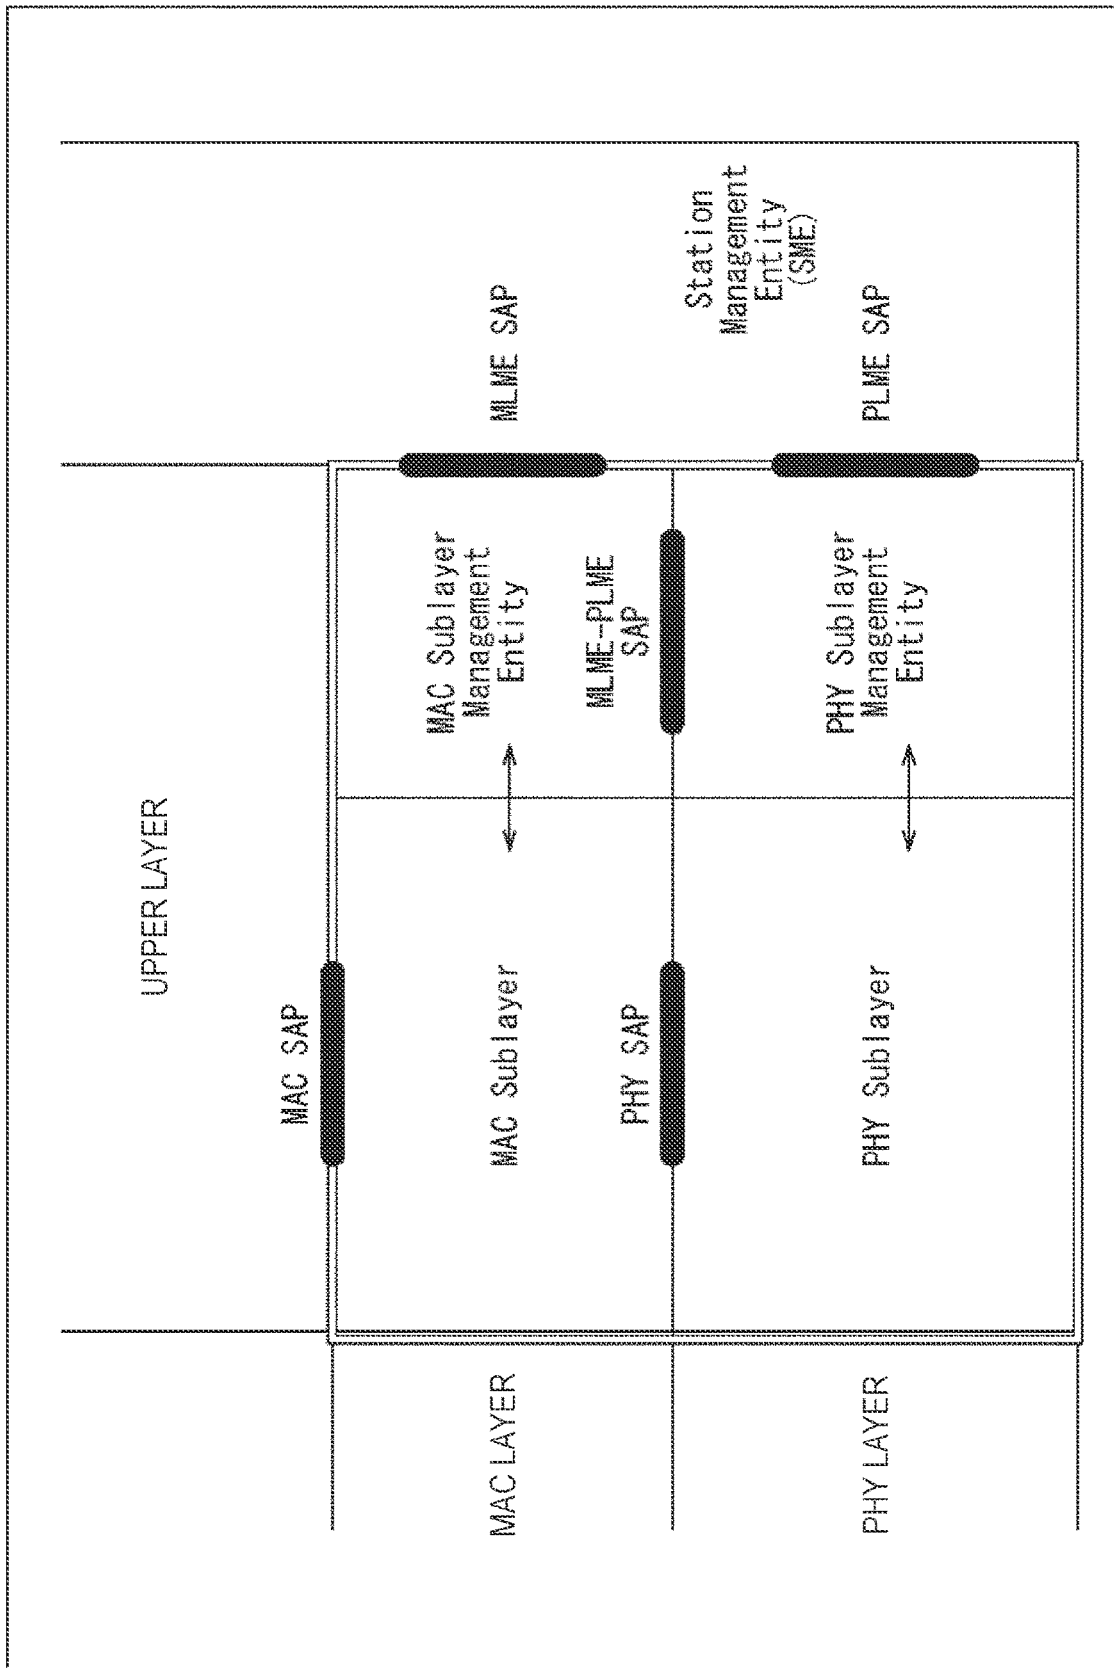 UPPER LAYER
MAC SAP
MAC LAYER
MAC Sublayer
MAC Sublayer
Management
Entity
MLME SAP
PHY SAP
MLME-PLME
SAP
Station
Management
Entity
(SME)
PHY LAYER
PHY Sublayer
PHY Sublayer
Management
Entity
PLME SAP